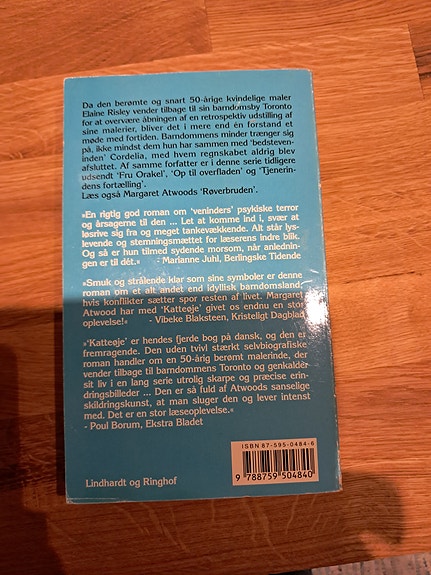 Da den berømte og snart 50-årige kvindelige maler
Elaine Risley vender tilbage til sin barndomsby Toronto
for at overvære åbningen af en retrospektiv udstilling af
sine malerier, bliver det i mere end én forstand et
møde med fortiden. Barndommens minder trænger sig
på, ikke mindst dem hun har sammen med 'bedsteven-
inden' Cordelia, med hvem regnskabet aldrig blev
afsluttet. Af samme forfatter er i denne serie tidligere
udsendt 'Fru Orakel', 'Op til overfladen' og 'Tjenerin-
dens fortælling'.
Læs også Margaret Atwoods 'Røverbruden'.
»En rigtig god roman om 'veninders' psykiske terror
og årsagerne til den ... Let at komme ind i, svær at
løsrive sig fra og meget tankevækkende. Alt står lys-
levende og stemningsmættet for læserens indre blik.
Og så er hun tilmed sydende morsom, når anlednin-
gen er til dét.« - Marianne Juhl, Berlingske Tidende
»Smuk og strålende klar som sine symboler er denne
roman om et alt andet end idyllisk barndomsland,
hvis konflikter sætter spor resten af livet. Margaret
Atwood har med 'Katteøje' givet os endnu en stor
oplevelse!« - Vibeke Blaksteen, Kristeligt Dagblad
»'Katteøje' er hendes fjerde bog på dansk, og den er
fremragende. Den uden tvivl stærkt selvbiografiske
roman handler om en 50-årig berømt malerinde, der
vender tilbage til barndommens Toronto og genkalder
sit liv i en lang serie utrolig skarpe og præcise erin-
dringsbilleder ... Den er så fuld af Atwoods sanselige
skildringskunst, at man sluger den og lever intenst
med. Det er en stor læseoplevelse.«
- Poul Borum, Ekstra Bladet
ISBN 87-595-0484-6
9 788759 504840
Lindhardt og Ringhof